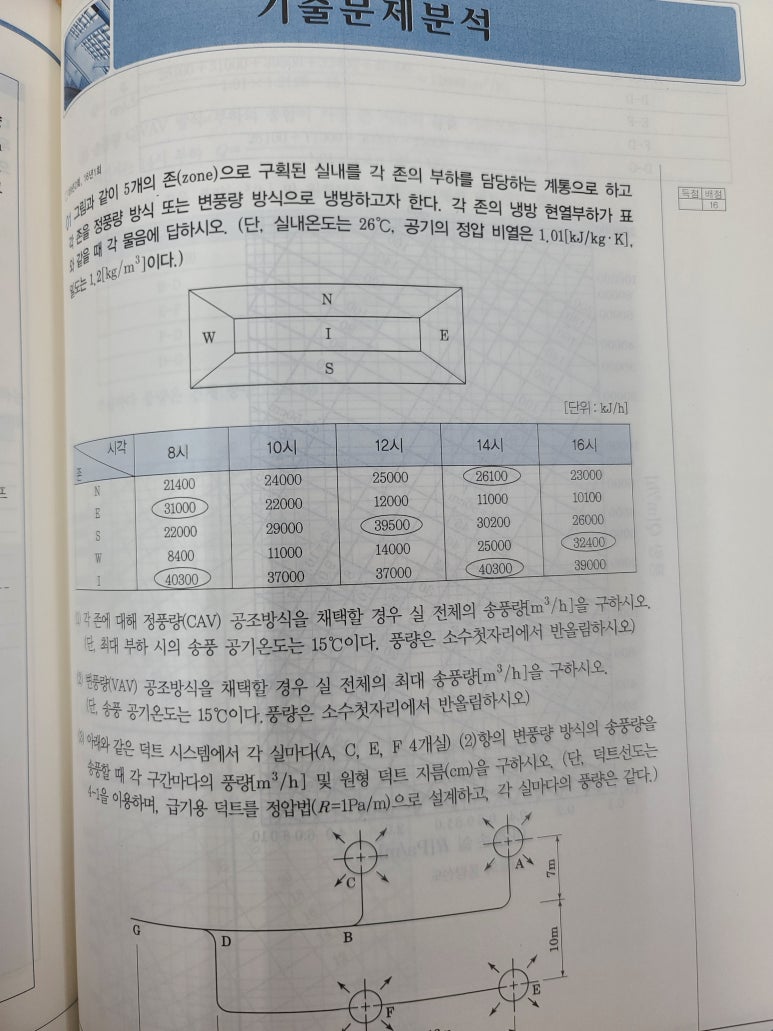 기출문제분석
01 그림과 같이 5개의 존(zone)으로 구획된 실내를 각 존의 부하를 담당하는 계통으로 하고
각 존을 정풍량 방식 또는 변풍량 방식으로 냉방하고자 한다. 각 존의 냉방 현열부하가 표
와 같을 때 각 물음에 답하시오. (단, 실내온도는 26℃, 공기의 정압 비열은 1.01[kJ/kg·K],
밀도는 1.2[kg/m³]이다.)
득점 배점
16
N
W I E
S
[단위 : kJ/h]
시각 8시 10시 12시 14시 16시
존
N 21400 24000 25000 26100 23000
E 31000 22000 12000 11000 10100
S 22000 29000 39500 30200 26000
W 8400 11000 14000 25000 32400
I 40300 37000 37000 40300 39000
(1) 각 존에 대해 정풍량(CAV) 공조방식을 채택할 경우 실 전체의 송풍량[m³/h]을 구하시오.
(단, 최대 부하 시의 송풍 공기온도는 15℃이다. 풍량은 소수첫자리에서 반올림하시오)
(2) 변풍량(VAV) 공조방식을 채택할 경우 실 전체의 최대 송풍량[m³/h]을 구하시오.
(단, 송풍 공기온도는 15℃이다. 풍량은 소수첫자리에서 반올림하시오)
(3) 아래와 같은 덕트 시스템에서 각 실마다(A, C, E, F 4개실) (2)항의 변풍량 방식의 송풍량을
송풍할 때 각 구간마다의 풍량[m³/h] 및 원형 덕트 지름(cm)을 구하시오. (단, 덕트선도는
4-1을 이용하며, 급기용 덕트를 정압법(R=1Pa/m)으로 설계하고, 각 실마다의 풍량은 같다.)
C A
7m
G D B
10m
F E